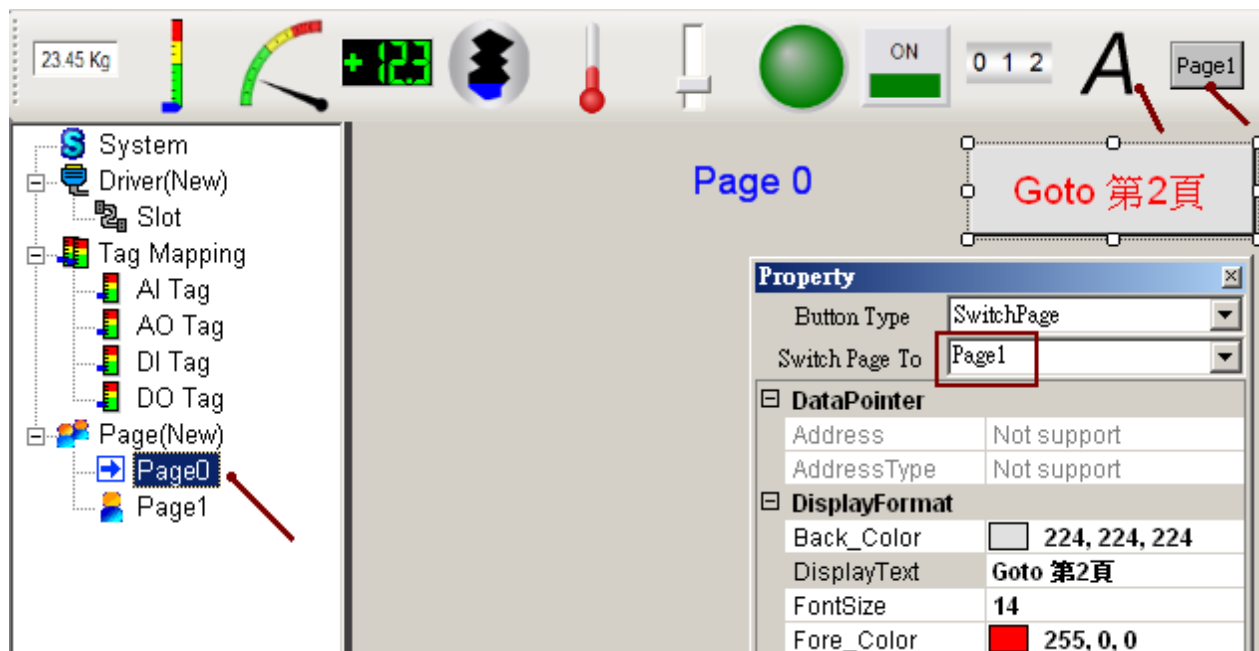 23.45 Kg
+12.3
ON
0 1 2
A
Page1
System
Driver(New)
Slot
Tag Mapping
AI Tag
AO Tag
DI Tag
DO Tag
Page(New)
Page0
Page1
Page 0
Goto 第2頁
Property
Button Type SwitchPage
Switch Page To Page1
DataPointer
Address Not support
AddressType Not support
DisplayFormat
Back_Color 224, 224, 224
DisplayText Goto 第2頁
FontSize 14
Fore_Color 255, 0, 0